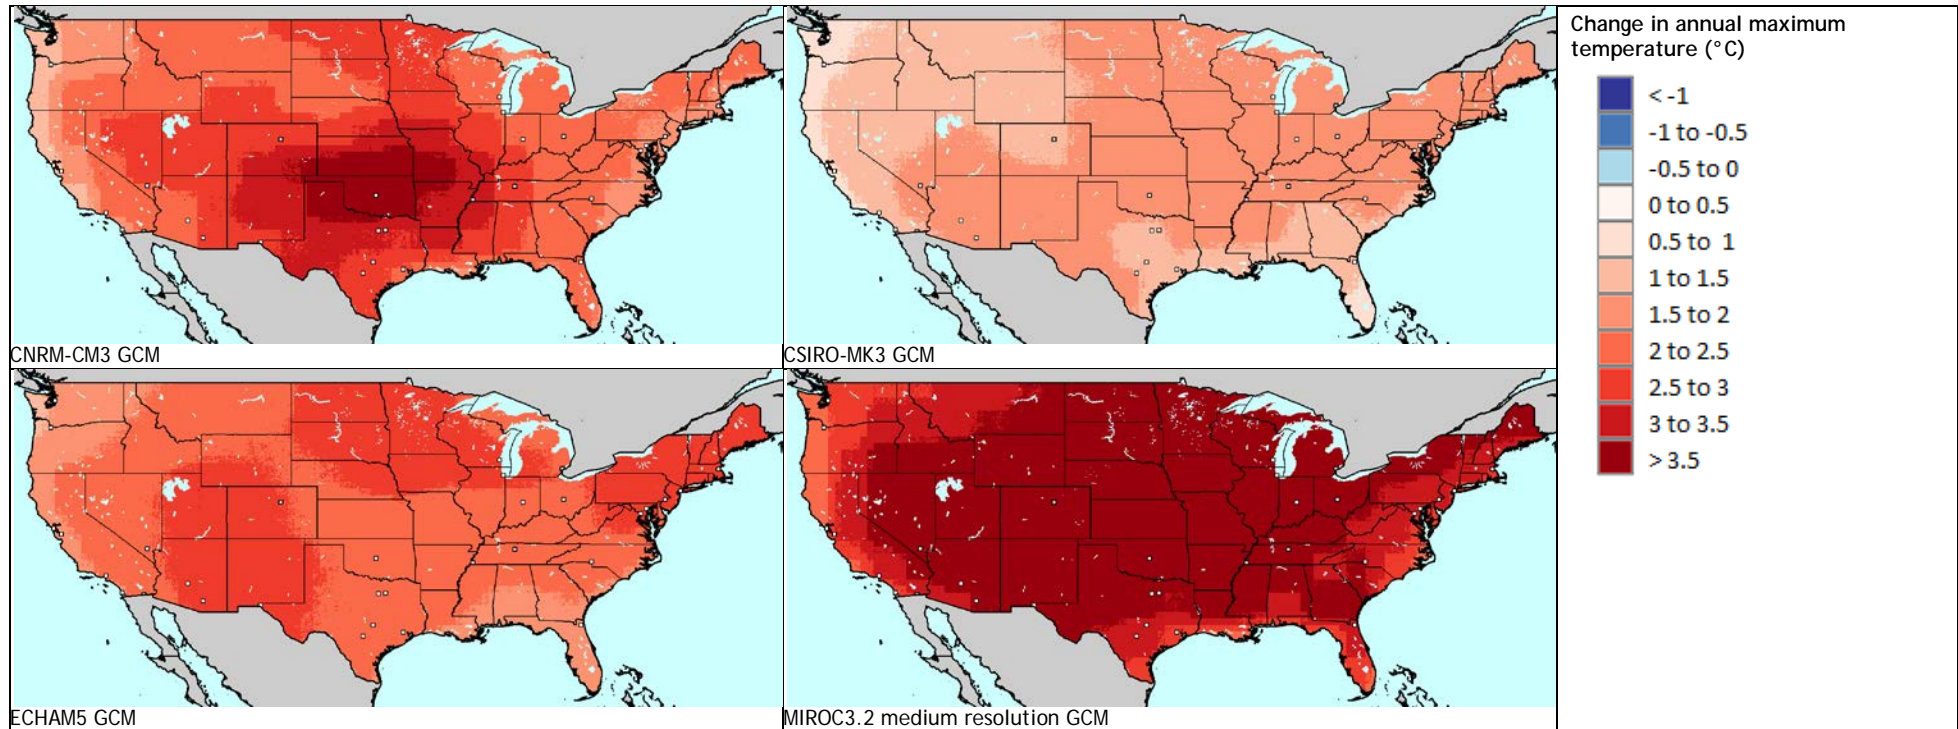 CNRM-CM3 GCM
CSIRO-MK3 GCM
ECHAM5 GCM
MIROC3.2 medium resolution GCM
Change in annual maximum
temperature (°C)
< -1
-1 to -0.5
-0.5 to 0
0 to 0.5
0.5 to 1
1 to 1.5
1.5 to 2
2 to 2.5
2.5 to 3
3 to 3.5
> 3.5